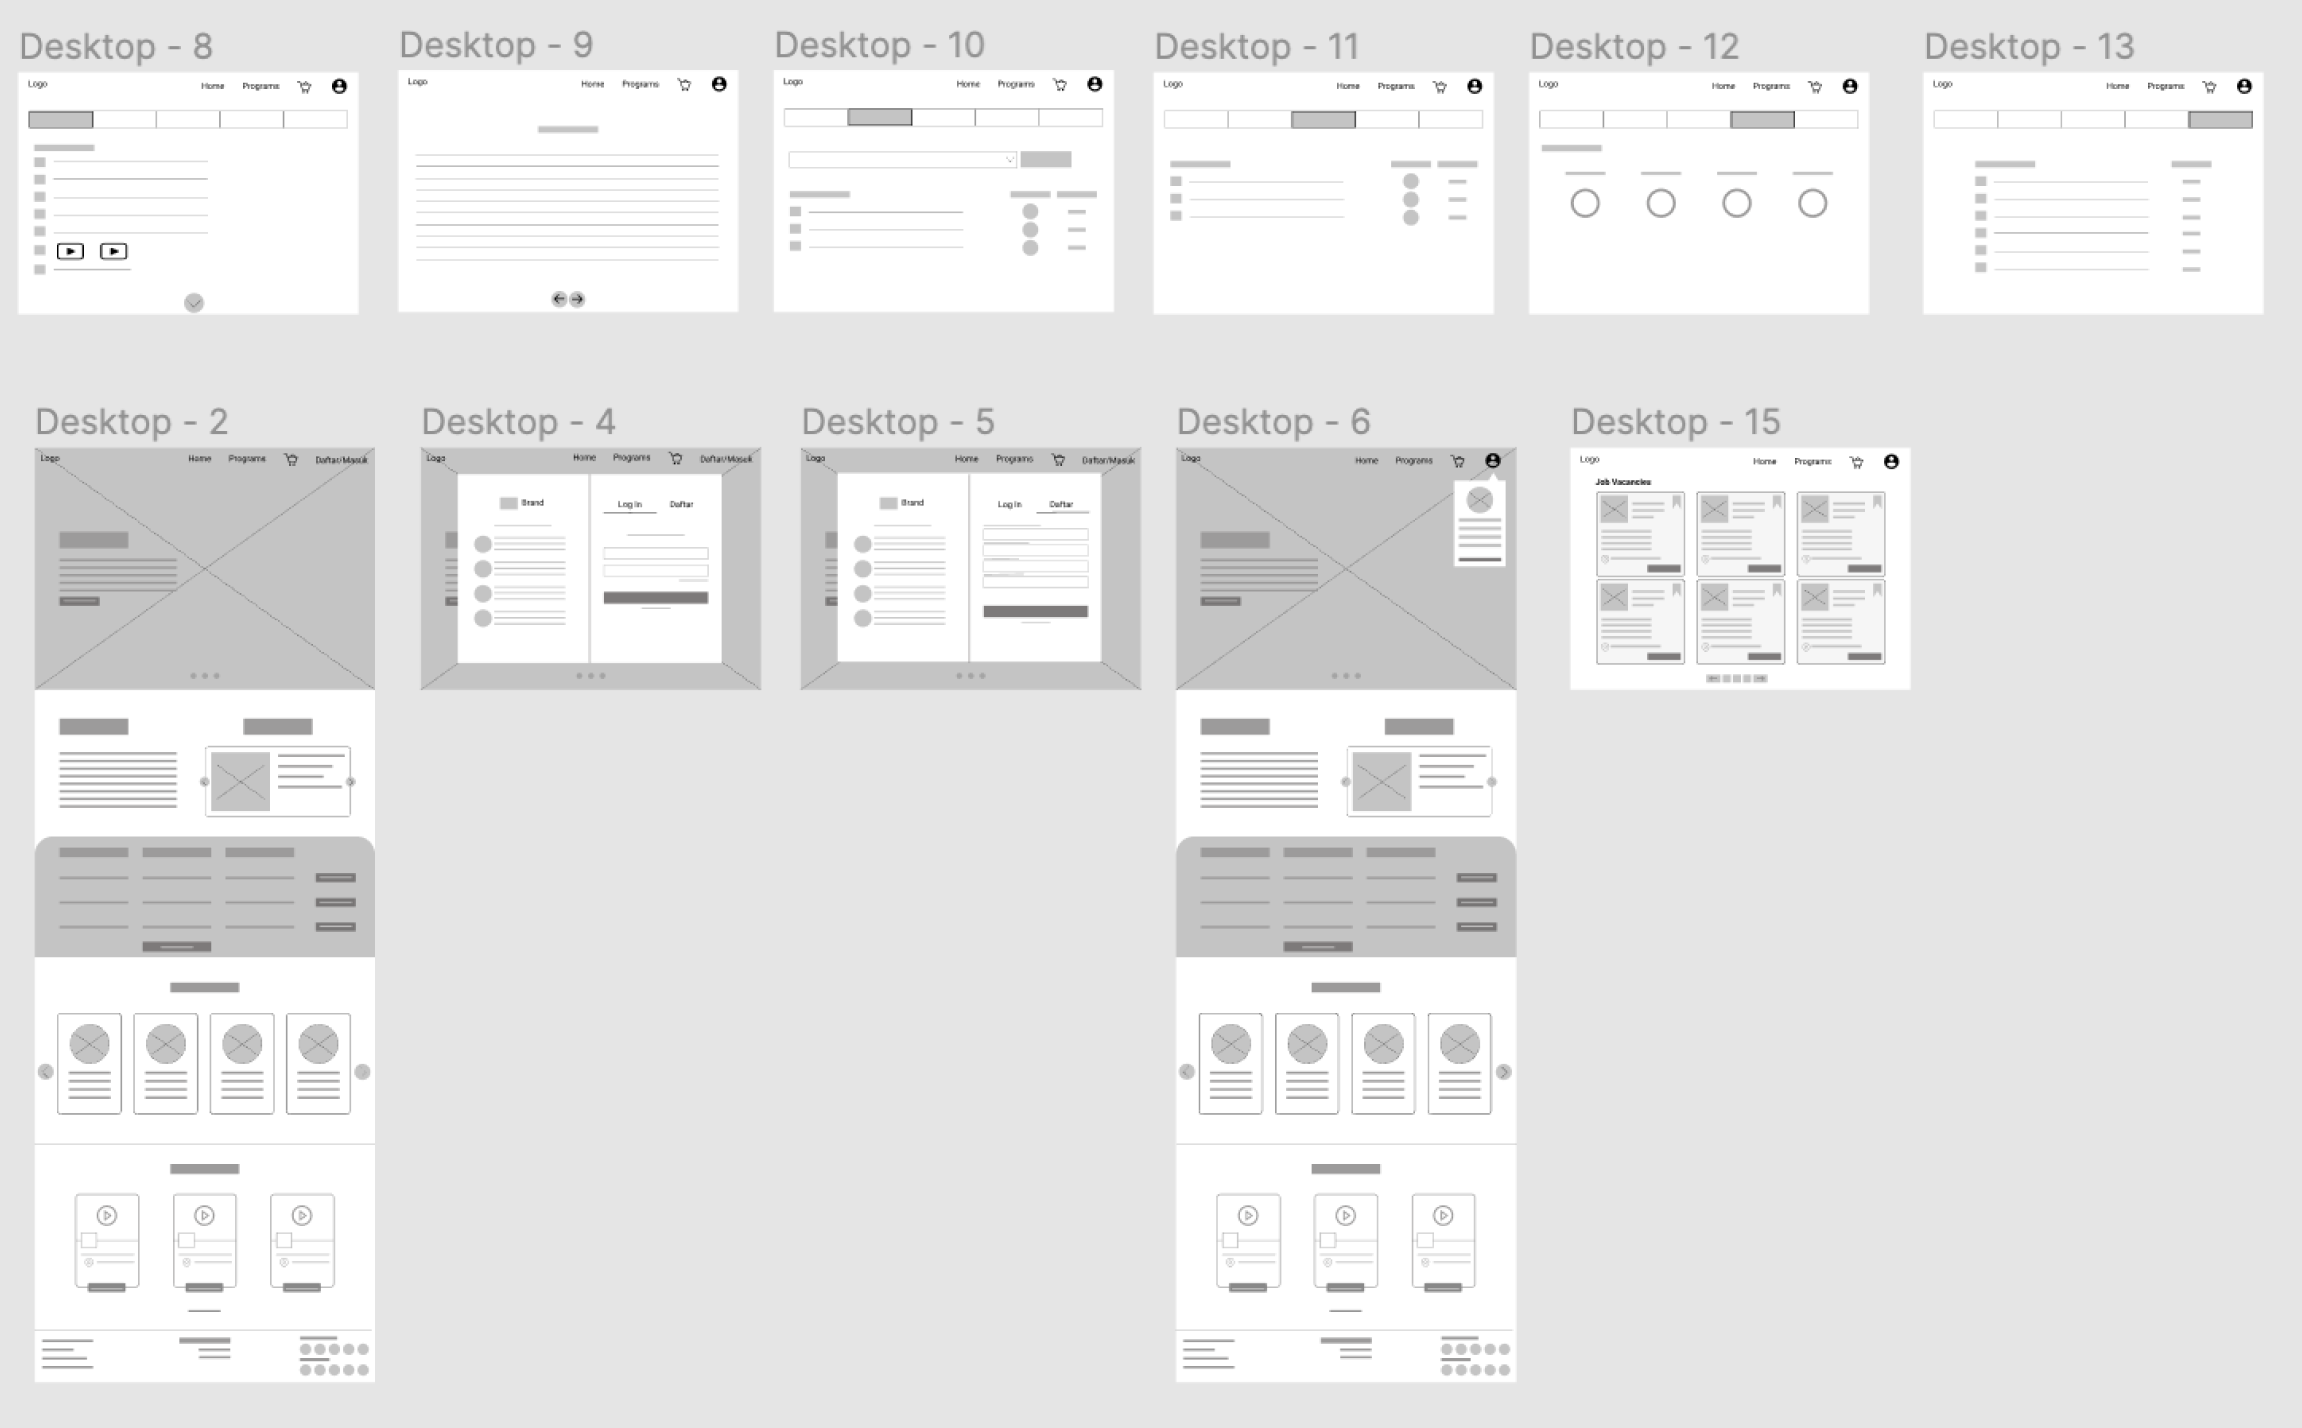 Desktop - 8
Logo
Home Programs
Desktop - 9
Logo
Home Programs
Desktop - 10
Logo
Home Programs
Desktop - 11
Logo
Home Programs
Desktop - 12
Logo
Home Programs
Desktop - 13
Logo
Home Programs
Desktop - 2
Logo
Home Programs Daftar/Masuk
Desktop - 4
Logo
Home Programs Daftar/Masuk
Brand
Log In Daftar
Desktop - 5
Logo
Home Programs Daftar/Masuk
Brand
Log In Daftar
Desktop - 6
Logo
Home Programs
Desktop - 15
Logo
Home Programs
Job Vacancies